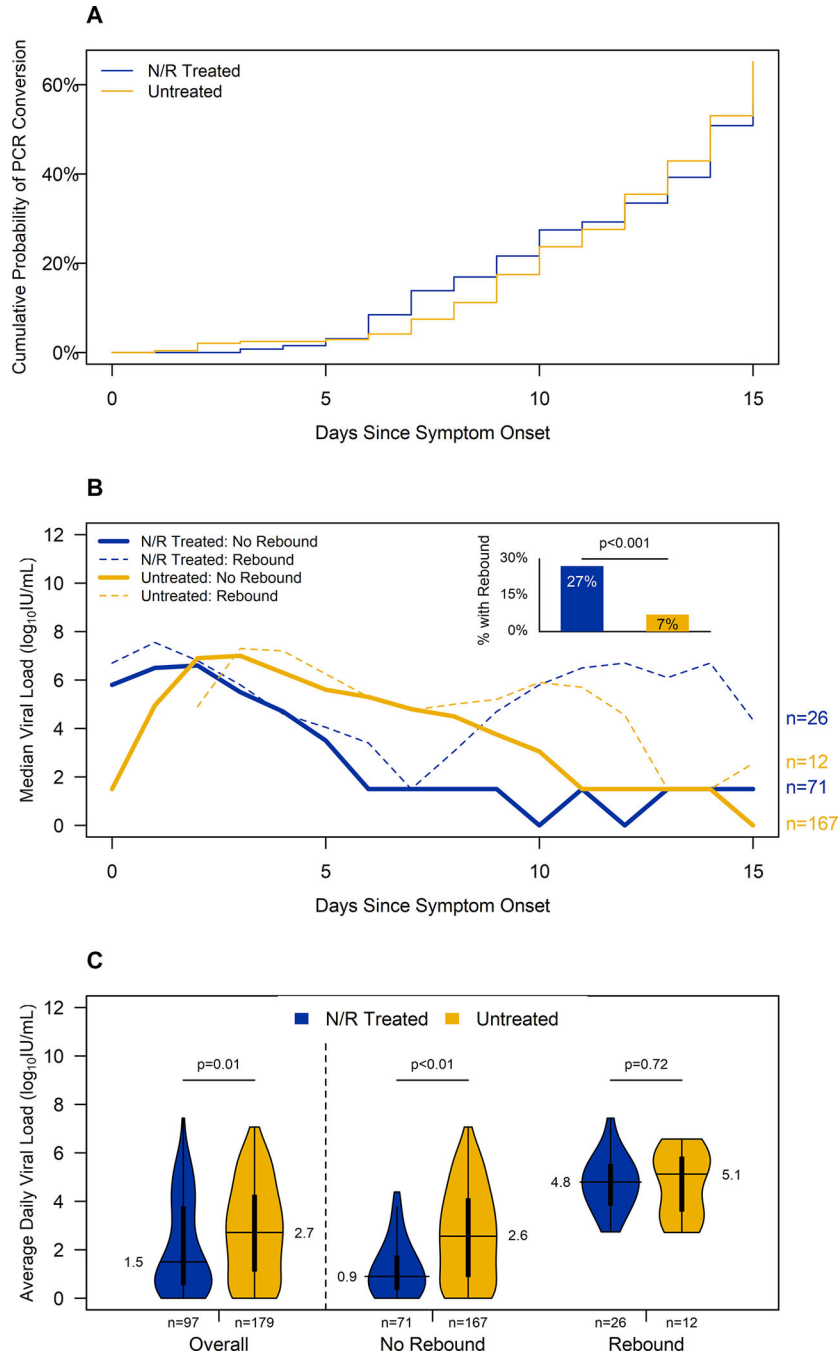 A
Cumulative Probability of PCR Conversion
N/R Treated
Untreated
60%
40%
20%
0%
0 5 10 15
Days Since Symptom Onset
B
Median Viral Load (log₁₀IU/mL)
12
10
8
6
4
2
0
N/R Treated: No Rebound
N/R Treated: Rebound
Untreated: No Rebound
Untreated: Rebound
% with Rebound
30%
15%
0%
p<0.001
27%
7%
n=26
n=12
n=71
n=167
0 5 10 15
Days Since Symptom Onset
C
Average Daily Viral Load (log₁₀IU/mL)
12
10
8
6
4
2
0
N/R Treated Untreated
p=0.01 p<0.01 p=0.72
1.5 2.7 0.9 2.6 4.8 5.1
n=97 n=179 n=71 n=167 n=26 n=12
Overall No Rebound Rebound